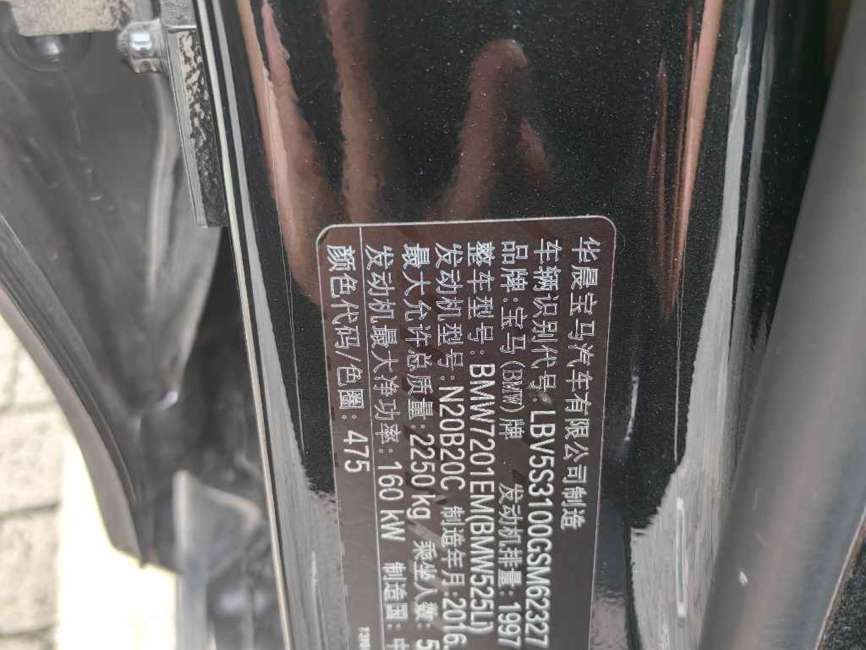 华晨宝马汽车有限公司制造
车辆识别代号: LBV5S3100GSM62327
品牌: 宝马(BMW)牌 发动机排量: 1997
整车型号: BMW7201EM(BMW525LI)
发动机型号: N20B20C 制造年月: 2016.
最大允许总质量: 2250 kg 乘坐人数: 5
发动机最大净功率: 160 kW 制造国: 中
颜色代码/色圈: 475